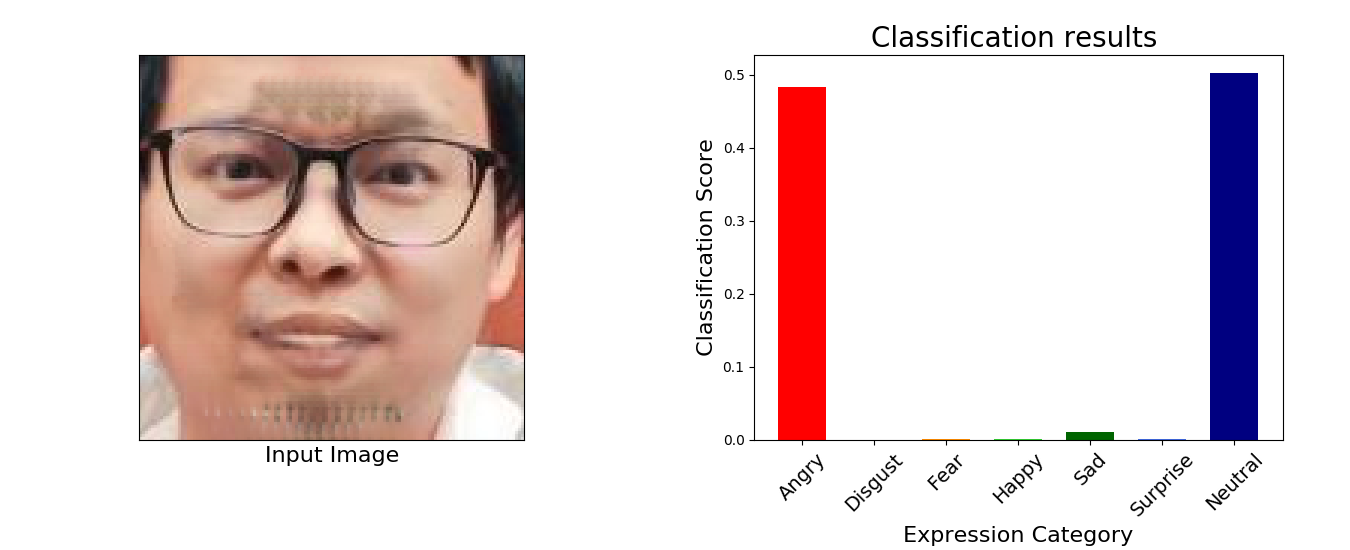 Input Image
Classification results
Classification Score
0.5
0.4
0.3
0.2
0.1
0.0
Angry
Disgust
Fear
Happy
Sad
Surprise
Neutral
Expression Category